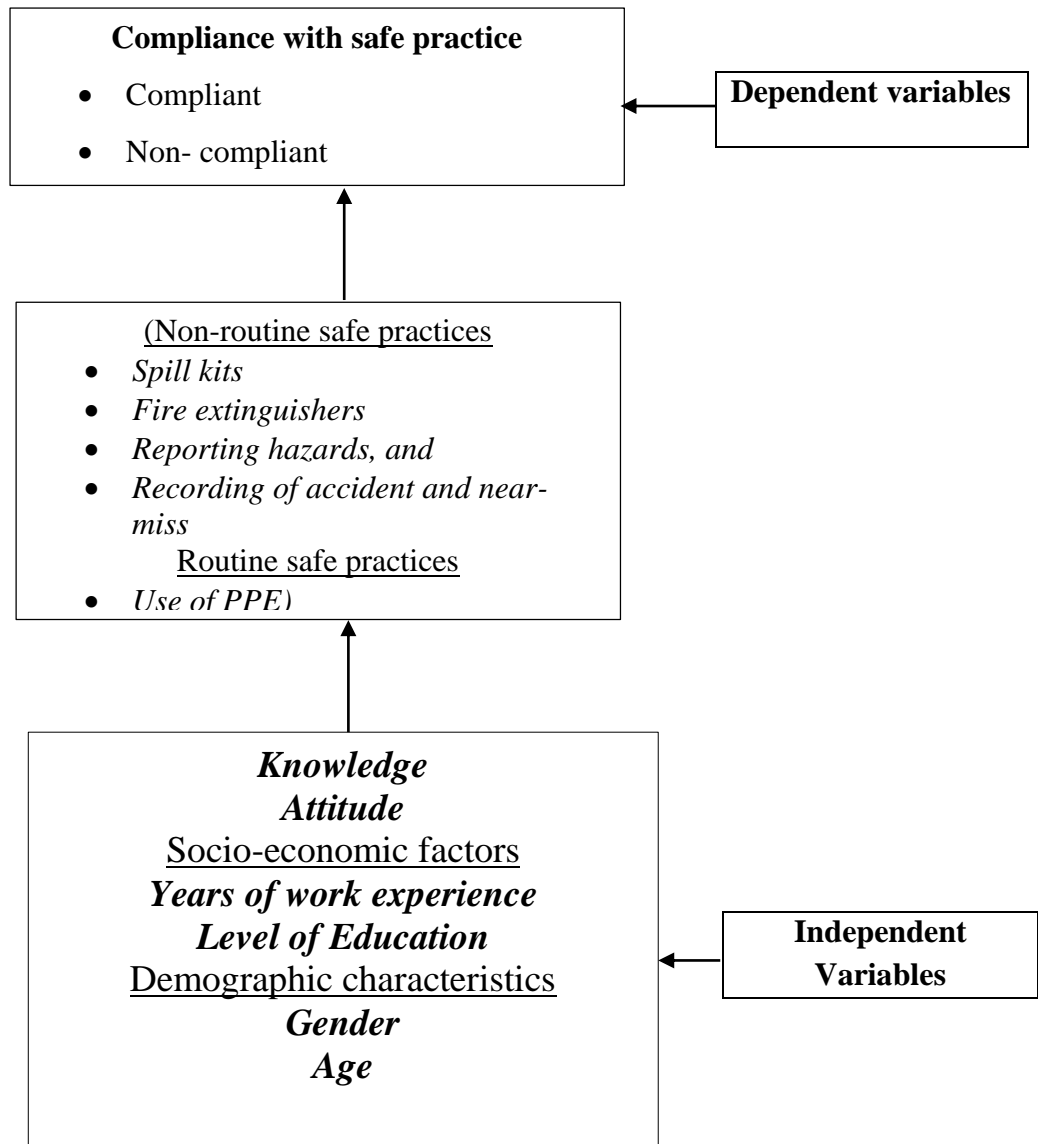 Compliance with safe practice
• Compliant
• Non- compliant
Dependent variables
(Non-routine safe practices
• Spill kits
• Fire extinguishers
• Reporting hazards, and
• Recording of accident and near-
miss
Routine safe practices
• Use of PPE)
Knowledge
Attitude
Socio-economic factors
Years of work experience
Level of Education
Demographic characteristics
Gender
Age
Independent
Variables